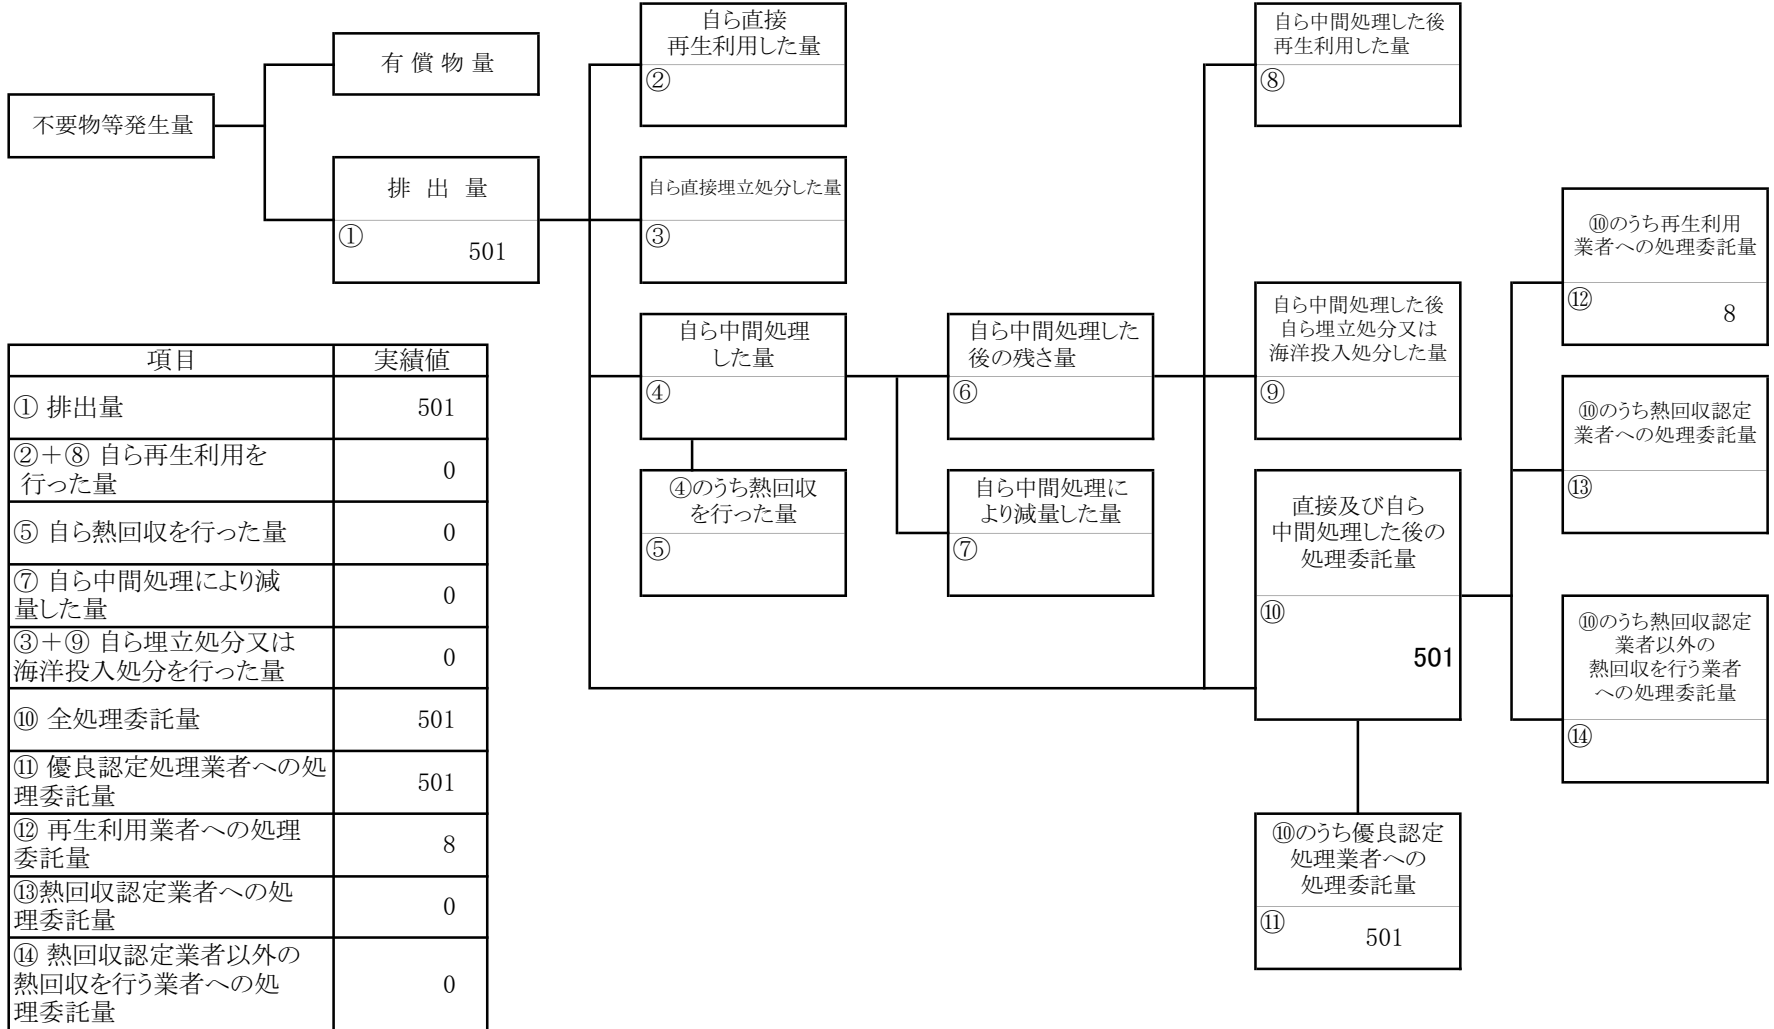 不要物等発生量
有 償 物 量
排 出 量
①
501
自ら直接
再生利用した量
②
自ら直接埋立処分した量
③
自ら中間処理
した量
④
④のうち熱回収
を行った量
⑤
自ら中間処理した
後の残さ量
⑥
自ら中間処理に
より減量した量
⑦
自ら中間処理した後
再生利用した量
⑧
自ら中間処理した後
自ら埋立処分又は
海洋投入処分した量
⑨
直接及び自ら
中間処理した後の
処理委託量
⑩
501
⑩のうち優良認定
処理業者への
処理委託量
⑪
501
⑩のうち再生利用
業者への処理委託量
⑫
8
⑩のうち熱回収認定
業者への処理委託量
⑬
⑩のうち熱回収認定
業者以外の
熱回収を行う業者
への処理委託量
⑭
項目 実績値
① 排出量 501
②+⑧ 自ら再生利用を
行った量 0
⑤ 自ら熱回収を行った量 0
⑦ 自ら中間処理により減
量した量 0
③+⑨ 自ら埋立処分又は
海洋投入処分を行った量 0
⑩ 全処理委託量 501
⑪ 優良認定処理業者への処
理委託量 501
⑫ 再生利用業者への処理
委託量 8
⑬熱回収認定業者への処
理委託量 0
⑭ 熱回収認定業者以外の
熱回収を行う業者への処 0
理委託量